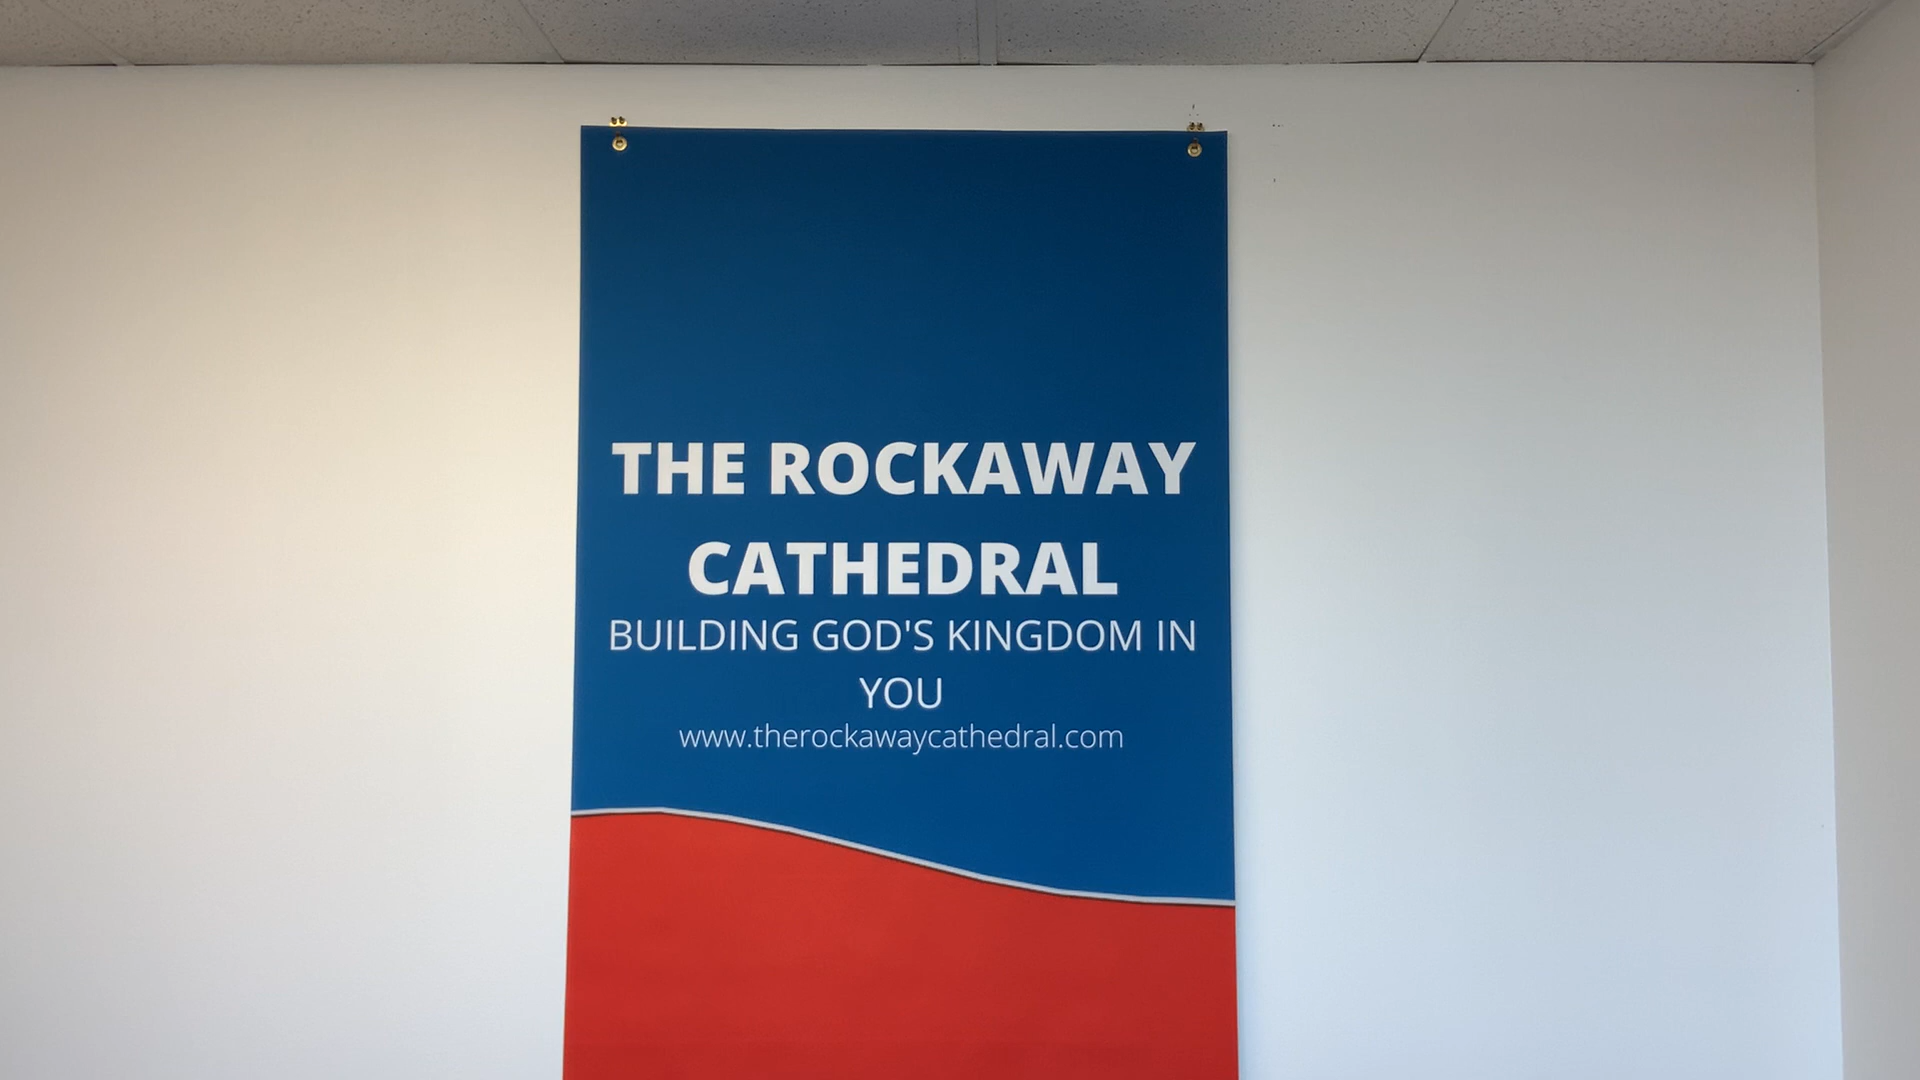 THE ROCKAWAY
CATHEDRAL
BUILDING GOD'S KINGDOM IN
YOU
www.therockawaycathedral.com